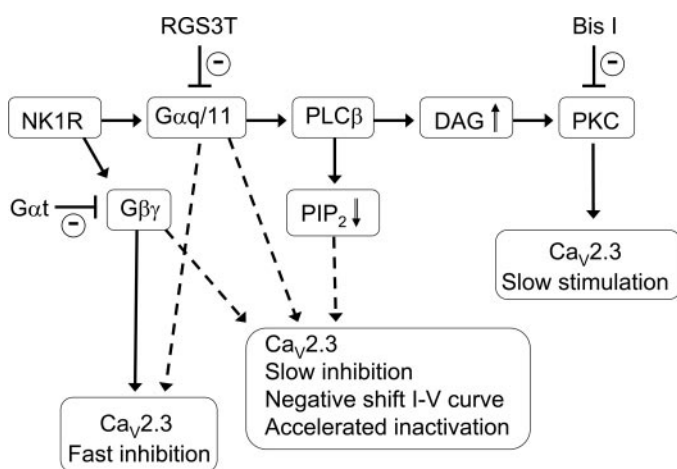 RGS3T
Bis I
NK1R
Gαq/11
PLCβ
DAG↑
PKC
Gαt
Gβγ
PIP₂↓
CaV2.3
Slow stimulation
CaV2.3
Slow inhibition
Negative shift I-V curve
Accelerated inactivation
CaV2.3
Fast inhibition